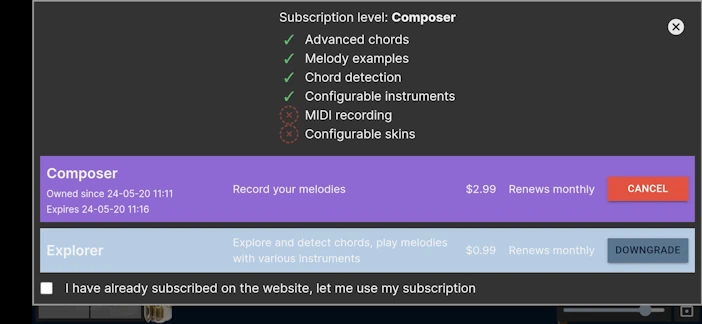 Subscription level: Composer
✓ Advanced chords
✓ Melody examples
✓ Chord detection
✓ Configurable instruments
MIDI recording
Configurable skins
Composer
Owned since 24-05-20 11:11
Expires 24-05-20 11:16
Record your melodies
$2.99
Renews monthly
CANCEL
Explorer
Explore and detect chords, play melodies
with various instruments
$0.99
Renews monthly
DOWNGRADE
I have already subscribed on the website, let me use my subscription